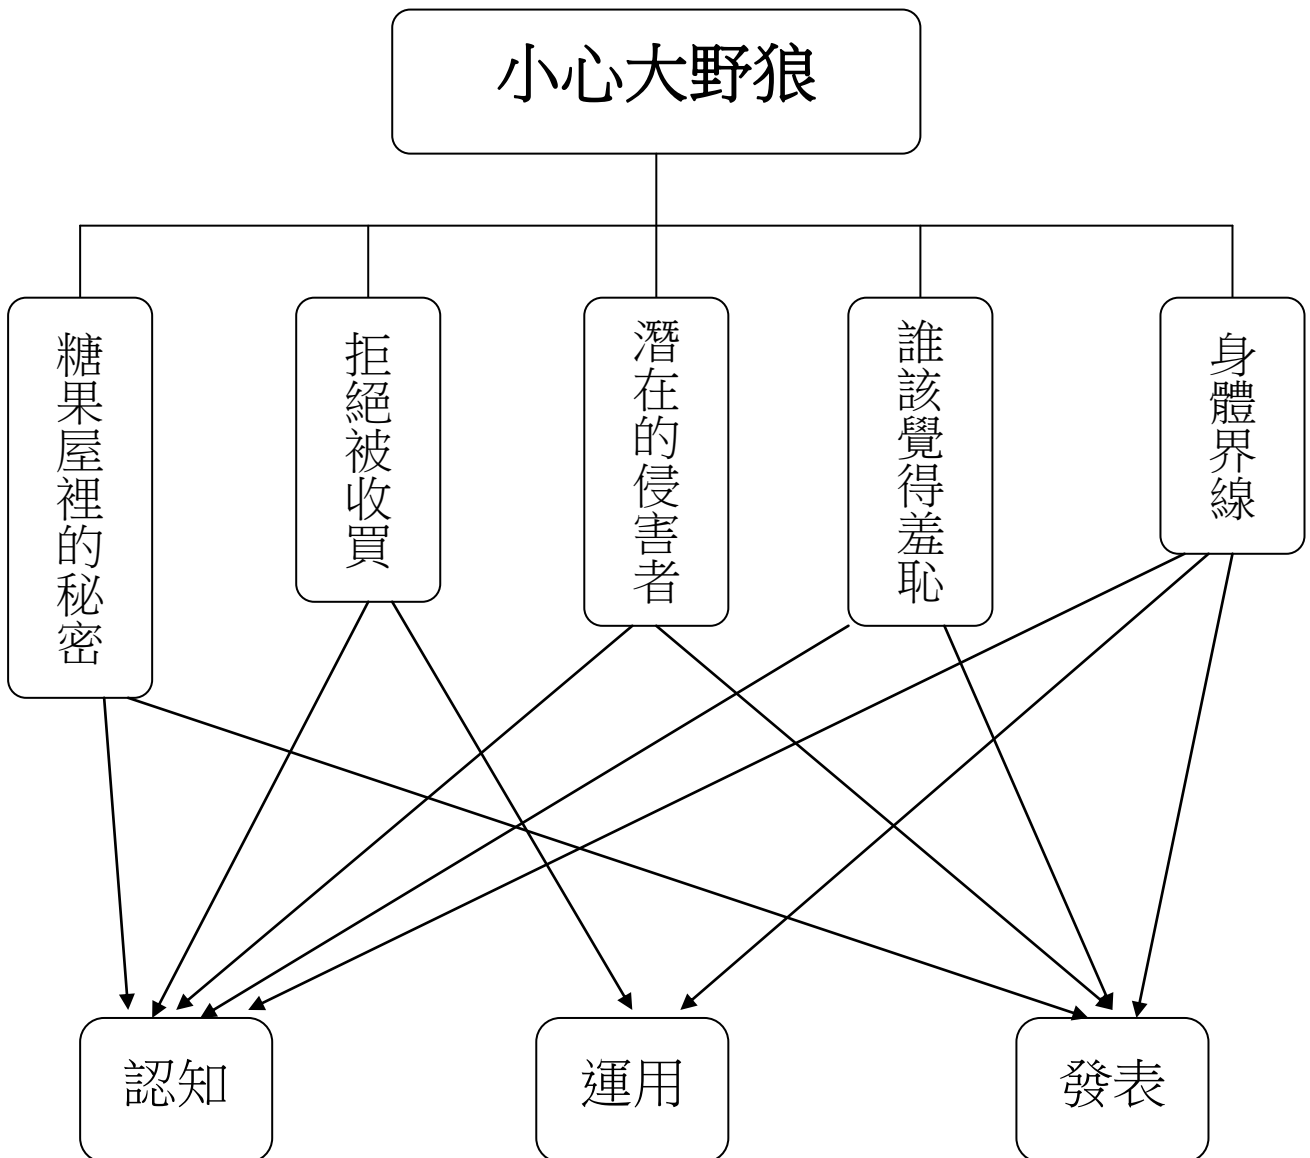 小心大野狼
糖果屋裡的秘密
拒絕被收買
潛在的侵害者
誰該覺得羞恥
身體界線
認知
運用
發表